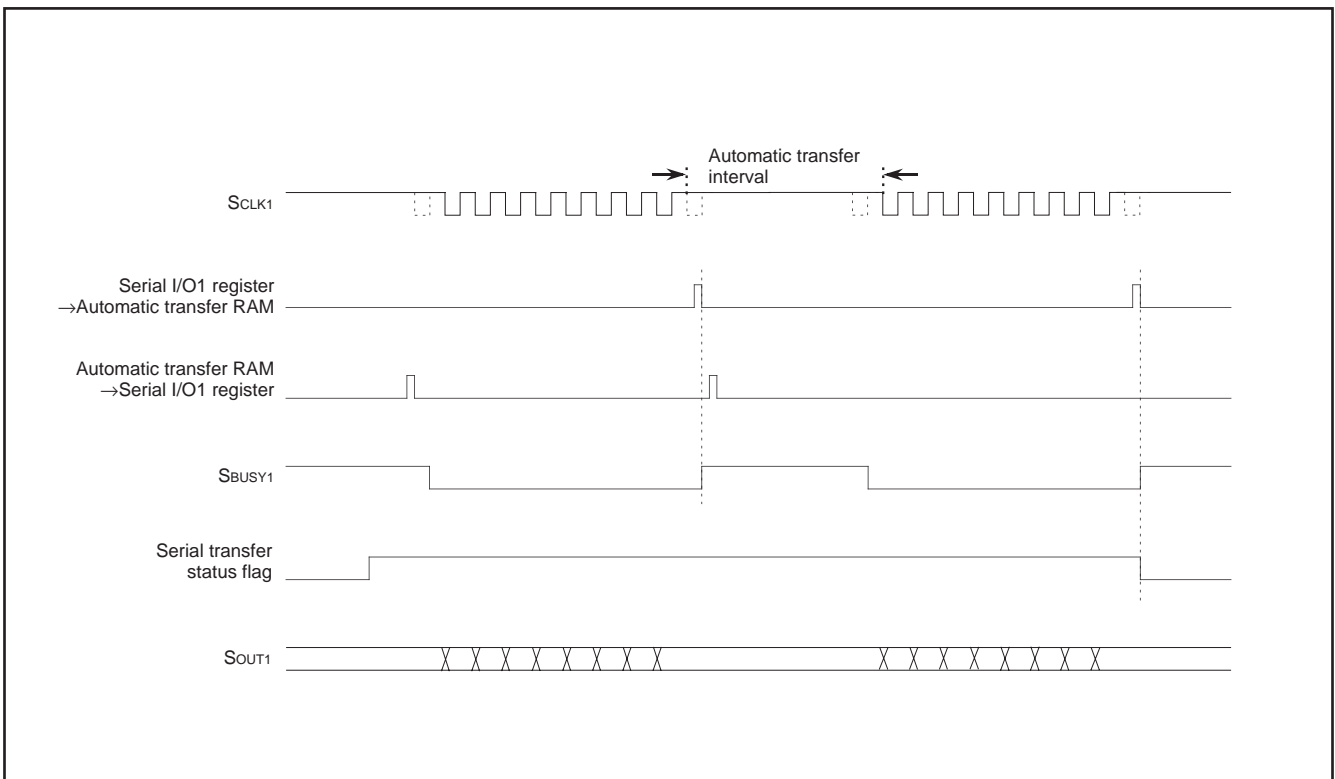 Automatic transfer
interval
SCLK1
Serial I/O1 register
→Automatic transfer RAM
Automatic transfer RAM
→Serial I/O1 register
SBUSY1
Serial transfer
status flag
SOUT1